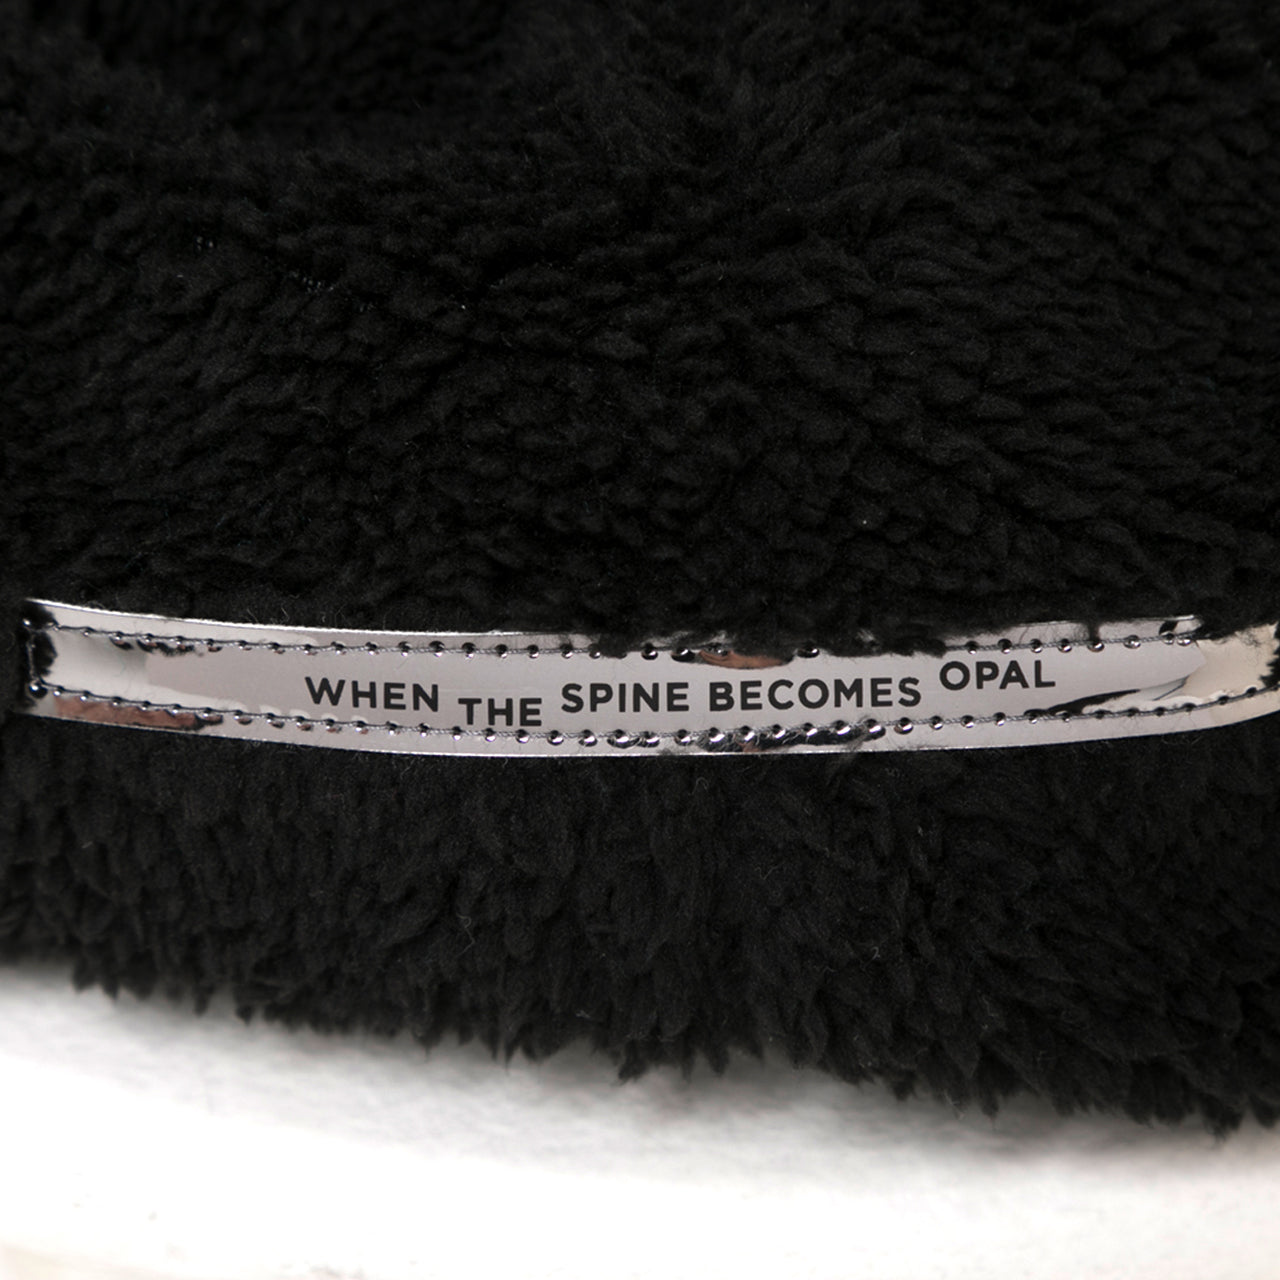 WHEN THE SPINE BECOMES OPAL